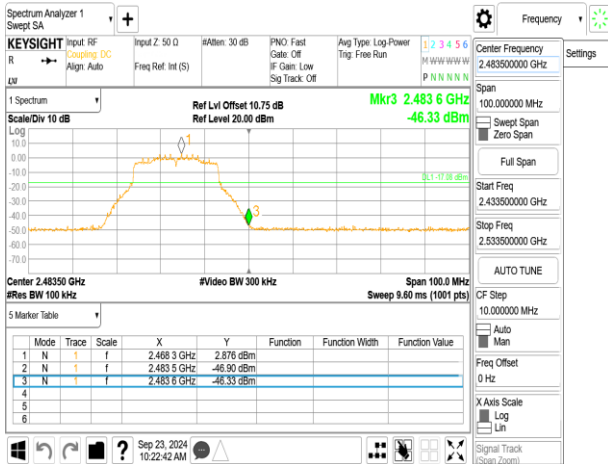 Spectrum Analyzer 1
Swept SA
+
Frequency
KEYSIGHT
R
Input: RF
Coupling: DC
Align: Auto
Input Z: 50 Ω
Freq Ref: Int (S)
#Atten: 30 dB
PNO: Fast
Gate: Off
IF Gain: Low
Sig Track: Off
Avg Type: Log-Power
Trig: Free Run
1 2 3 4 5 6
M W W W W W
P N N N N N
Settings
Center Frequency
2.483500000 GHz
Span
100.000000 MHz
Swept Span
Zero Span
Full Span
Start Freq
2.433500000 GHz
Stop Freq
2.533500000 GHz
AUTO TUNE
CF Step
10.000000 MHz
Auto
Man
Freq Offset
0 Hz
X Axis Scale
Log
Lin
Signal Track
(Span Zoom)
1 Spectrum
Scale/Div 10 dB
Log
Ref Lvl Offset 10.75 dB
Ref Level 20.00 dBm
Mkr3 2.483 6 GHz
-46.33 dBm
10.0
0.00
-10.0
-20.0
-30.0
-40.0
-50.0
-60.0
-70.0
1
3
DL1 -17.08 dBm
Center 2.48350 GHz
#Res BW 100 kHz
#Video BW 300 kHz
Span 100.0 MHz
Sweep 9.60 ms (1001 pts)
5 Marker Table
Mode Trace Scale X Y Function Function Width Function Value
1 N 1 f 2.468 3 GHz 2.876 dBm
2 N 1 f 2.483 5 GHz -46.90 dBm
3 N 1 f 2.483 6 GHz -46.33 dBm
4
5
6
?
Sep 23, 2024
10:22:42 AM